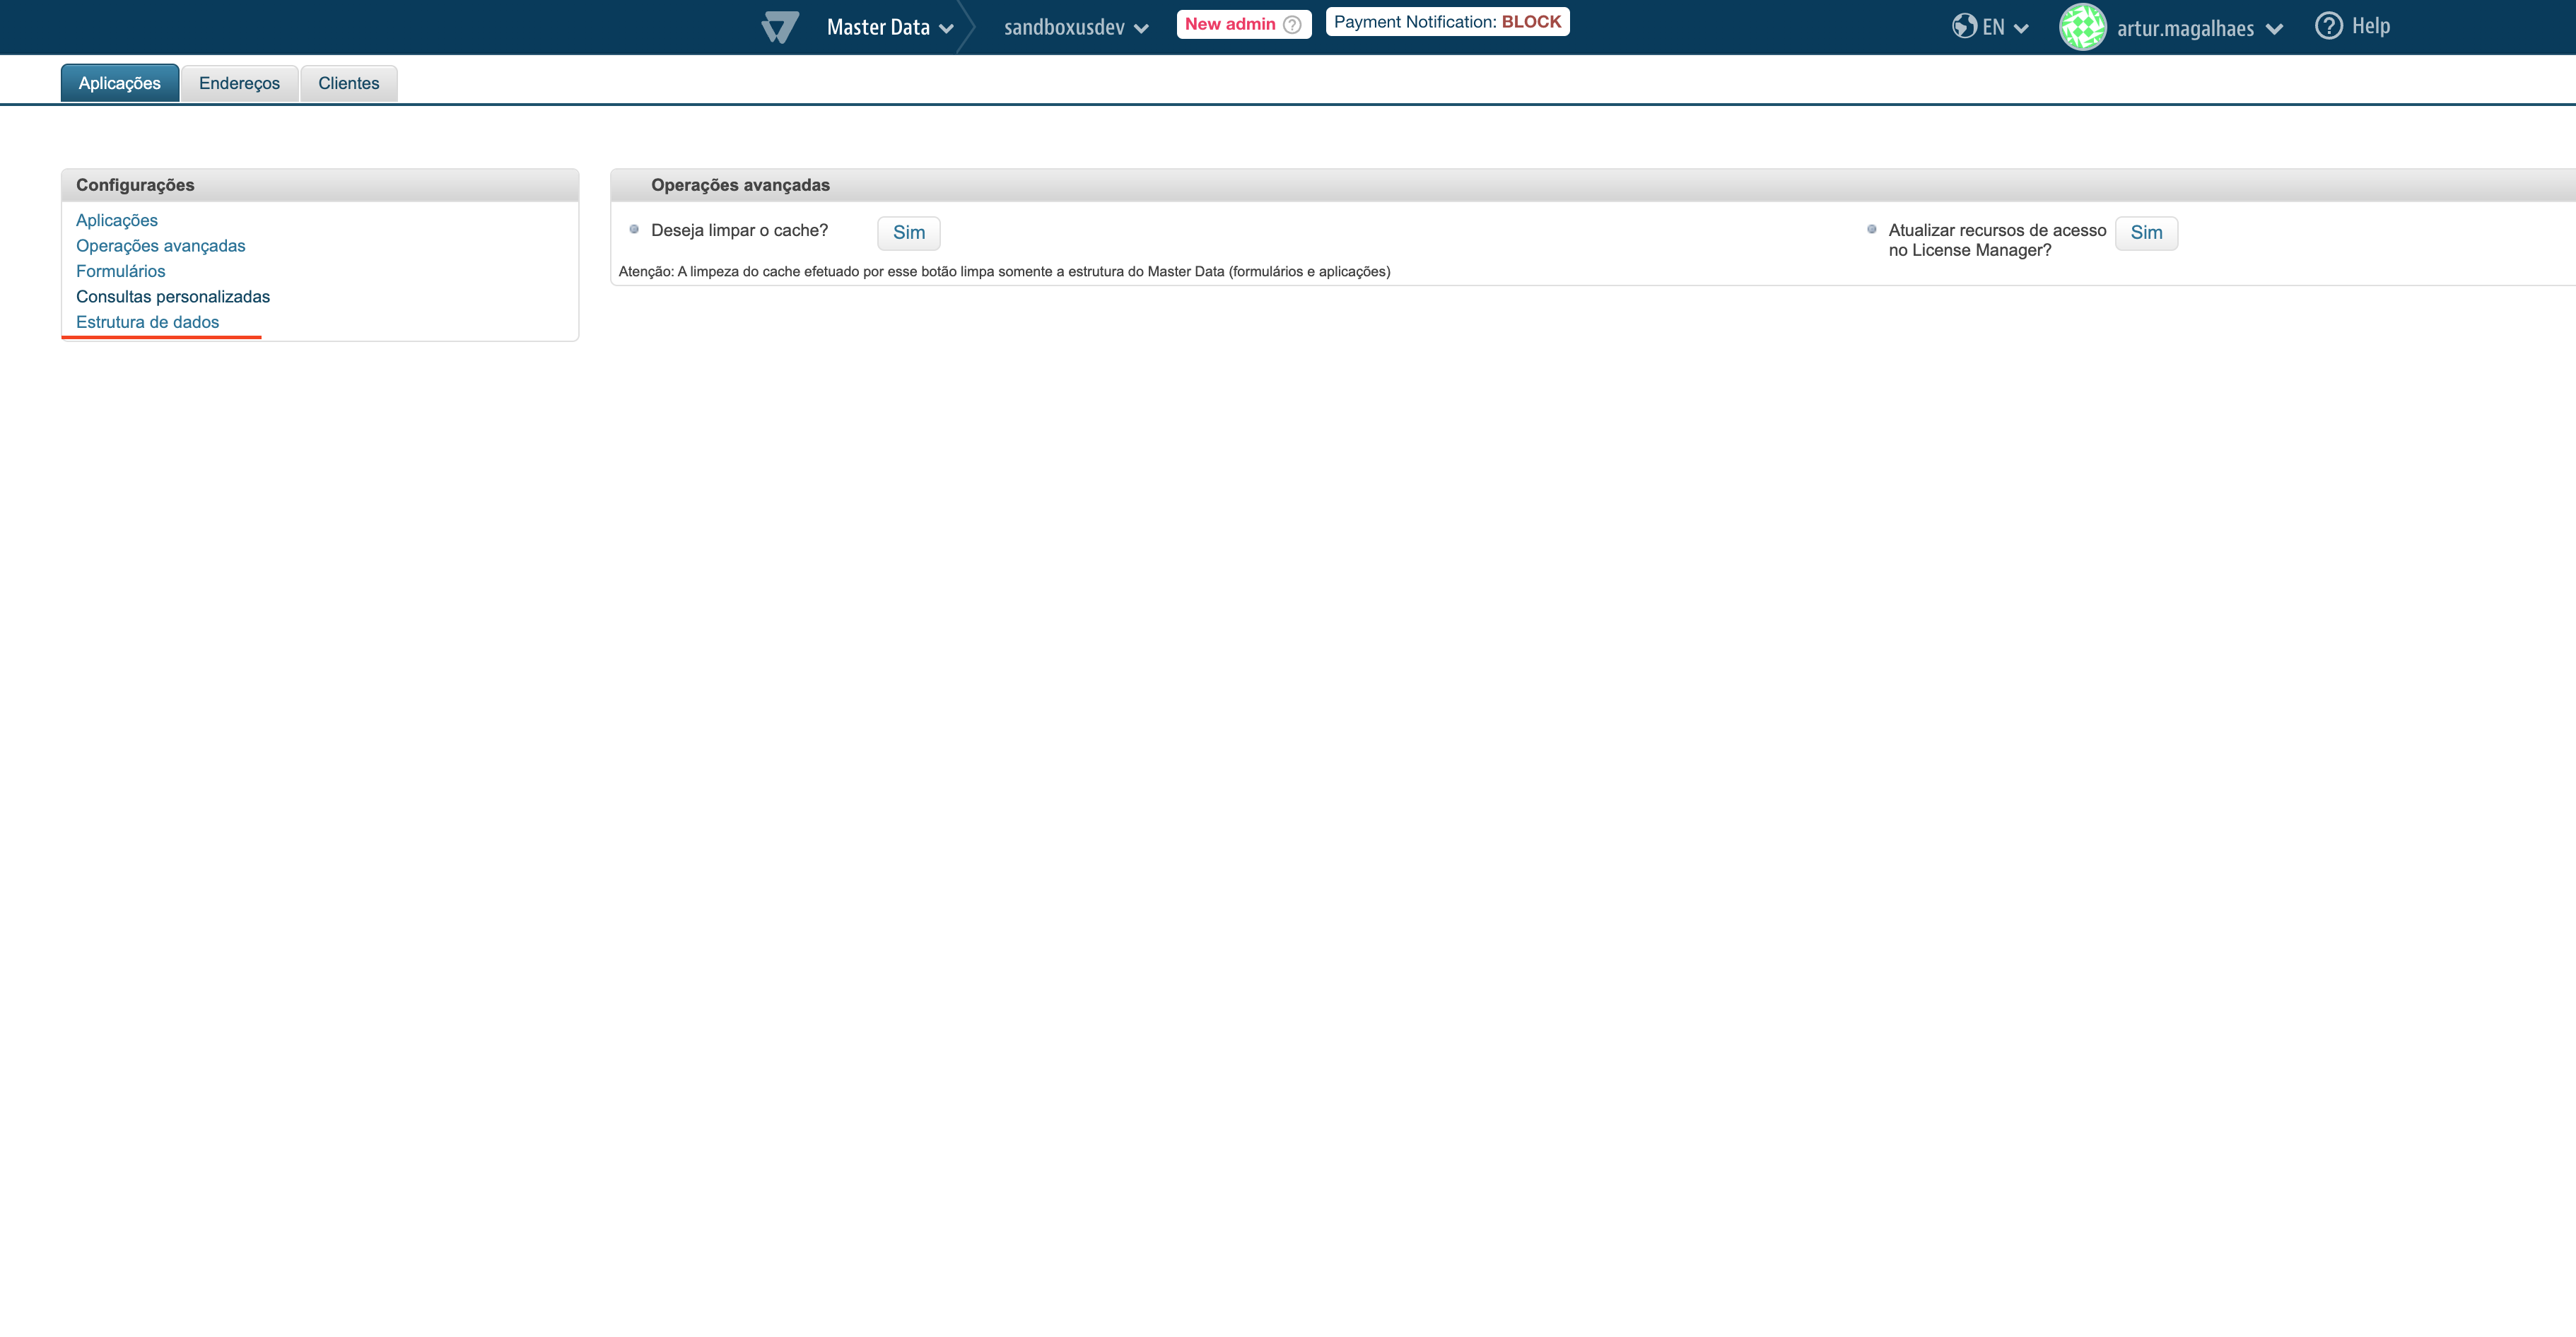 Master Data
sandboxusdev
New admin
Payment Notification: BLOCK
EN
artur.magalhaes
Help
Aplicações
Endereços
Clientes
Configurações
Aplicações
Operações avançadas
Formulários
Consultas personalizadas
Estrutura de dados
Operações avançadas
Deseja limpar o cache?
Sim
Atualizar recursos de acesso
no License Manager?
Sim
Atenção: A limpeza do cache efetuado por esse botão limpa somente a estrutura do Master Data (formulários e aplicações)